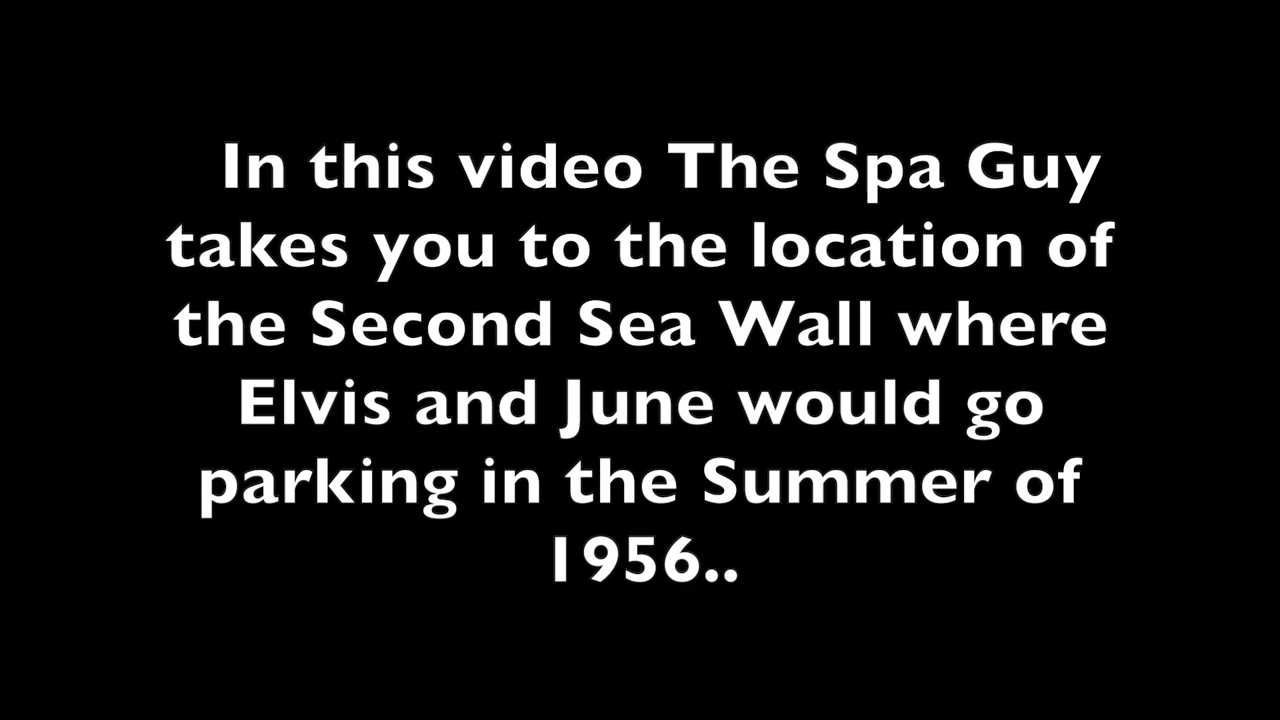 In this video The Spa Guy
takes you to the location of
the Second Sea Wall where
Elvis and June would go
parking in the Summer of
1956..